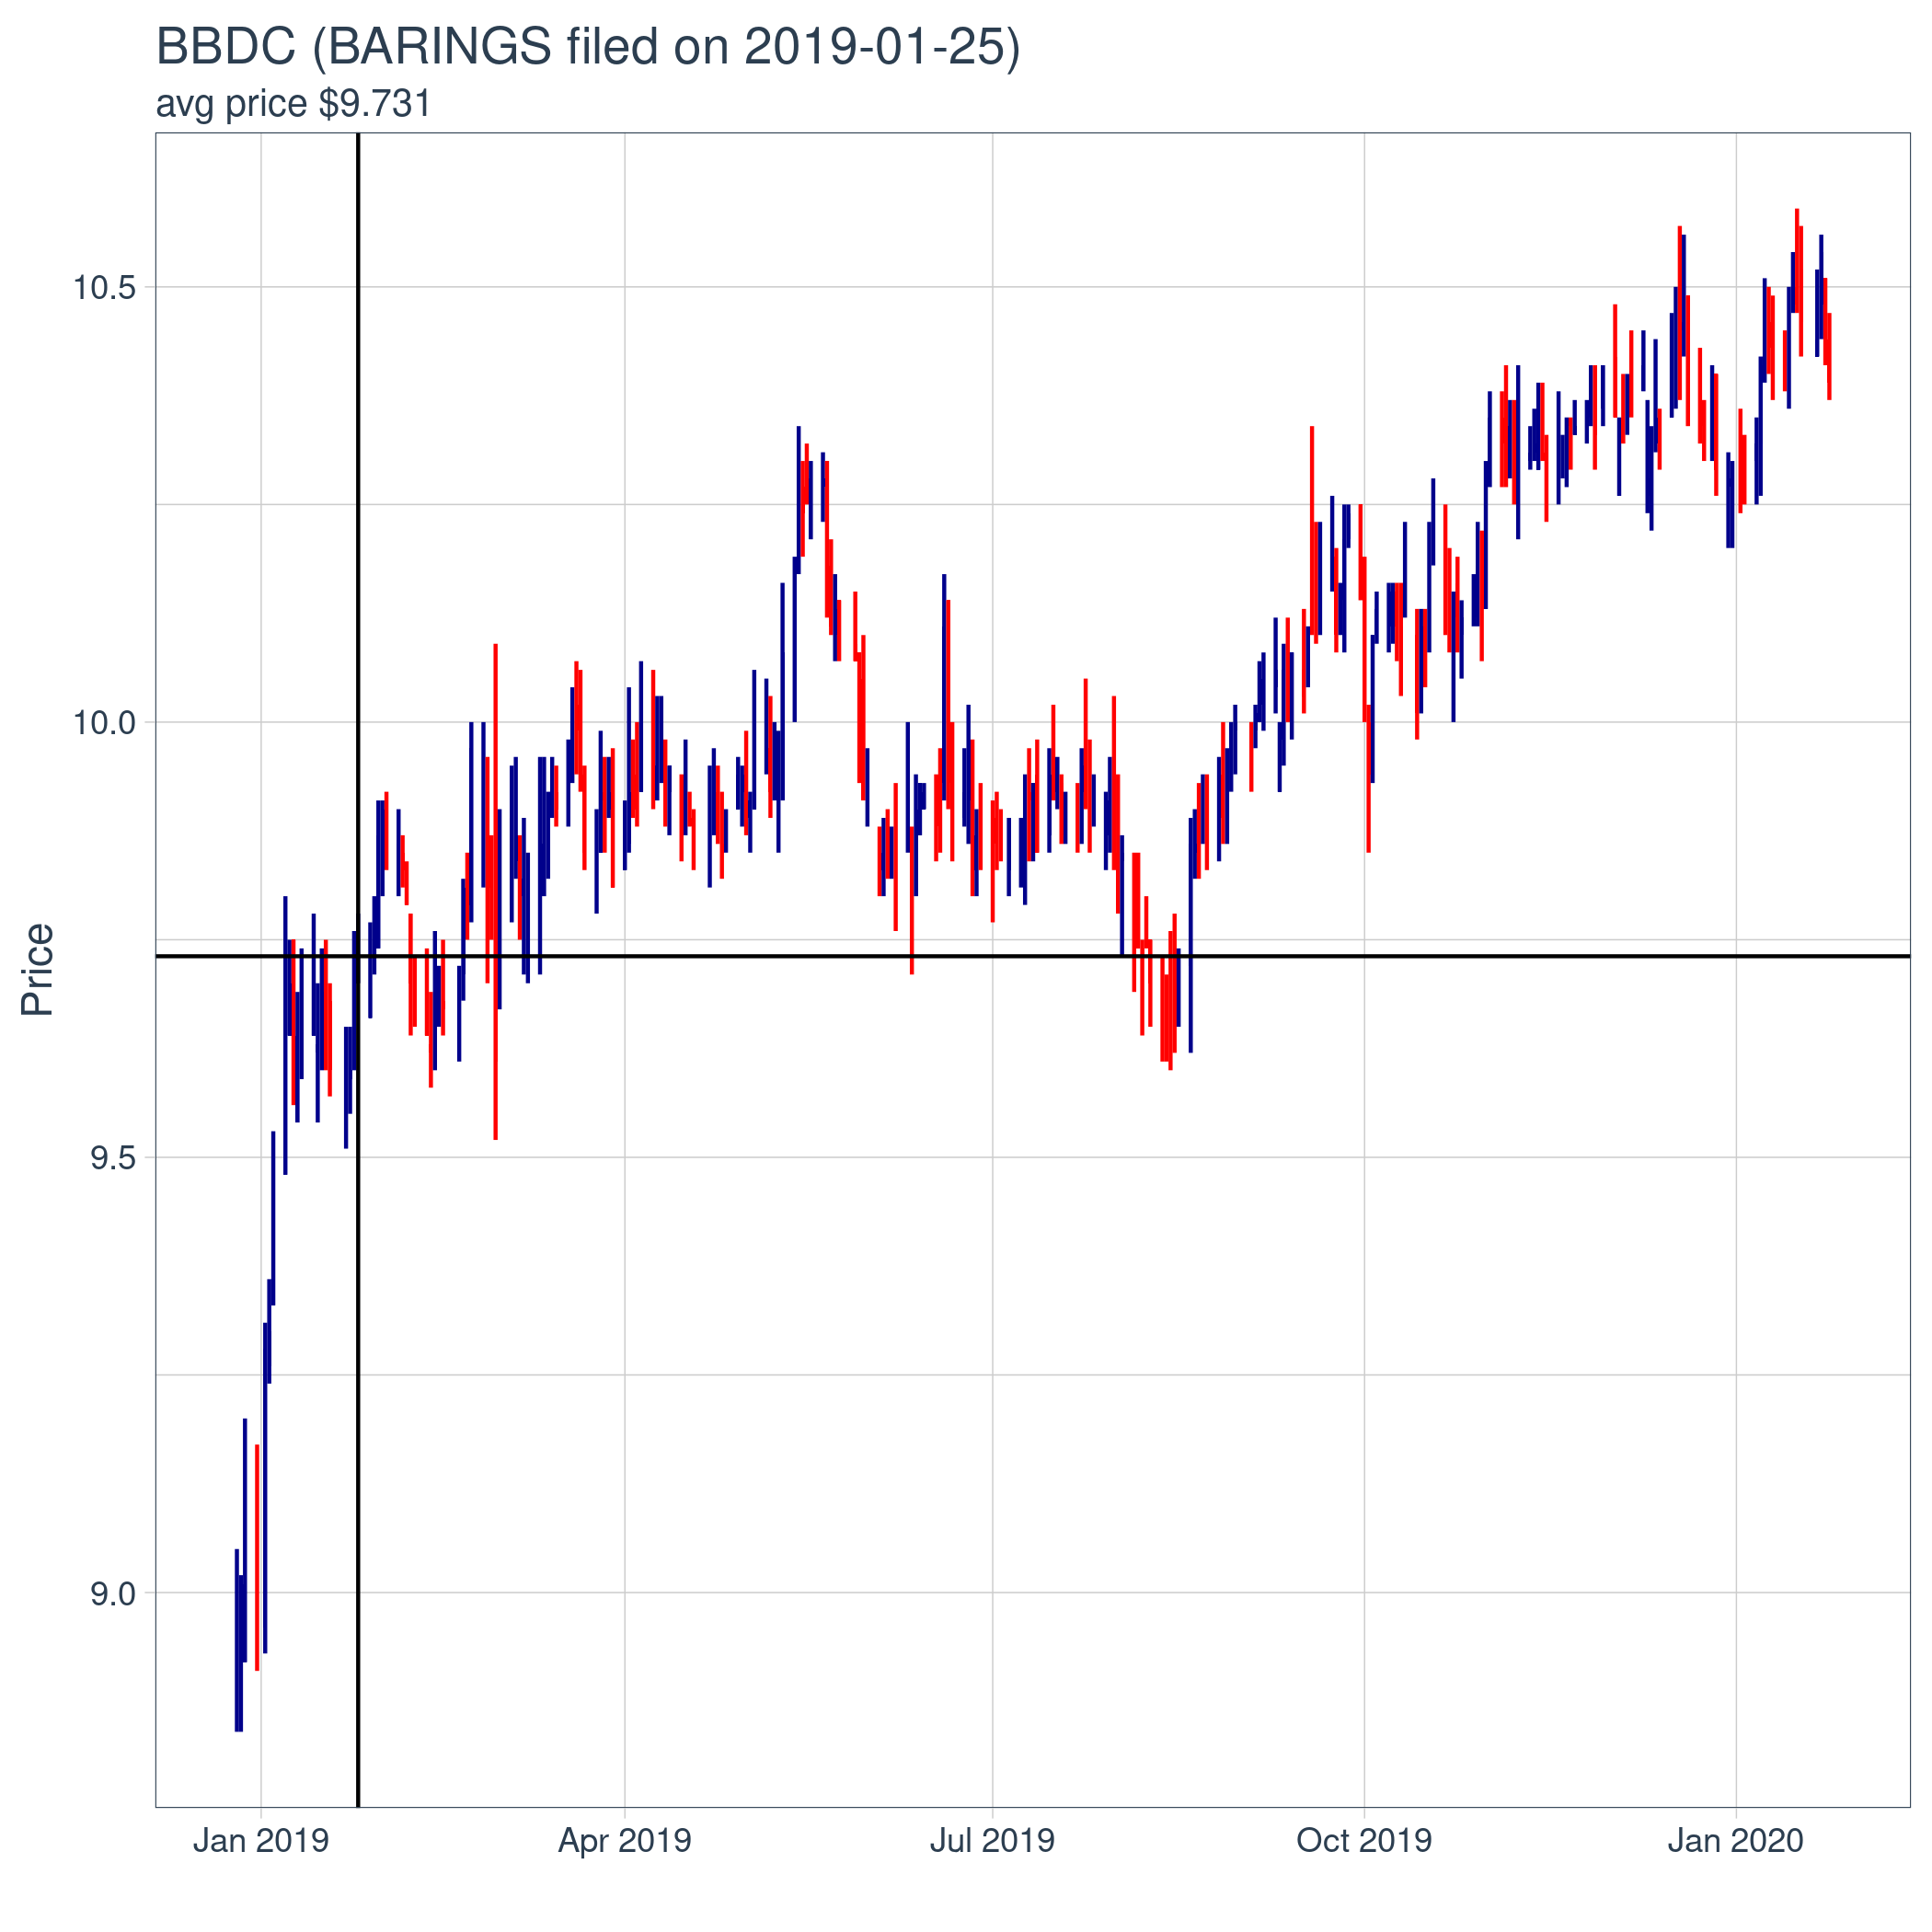 BBDC (BARINGS filed on 2019-01-25)
avg price $9.731
Price
10.5
10.0
9.5
9.0
Jan 2019
Apr 2019
Jul 2019
Oct 2019
Jan 2020